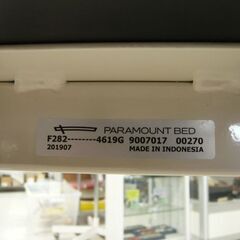 PARAMOUNT BED
F282--------4619G 9007017 00270
201907 MADE IN INDONESIA